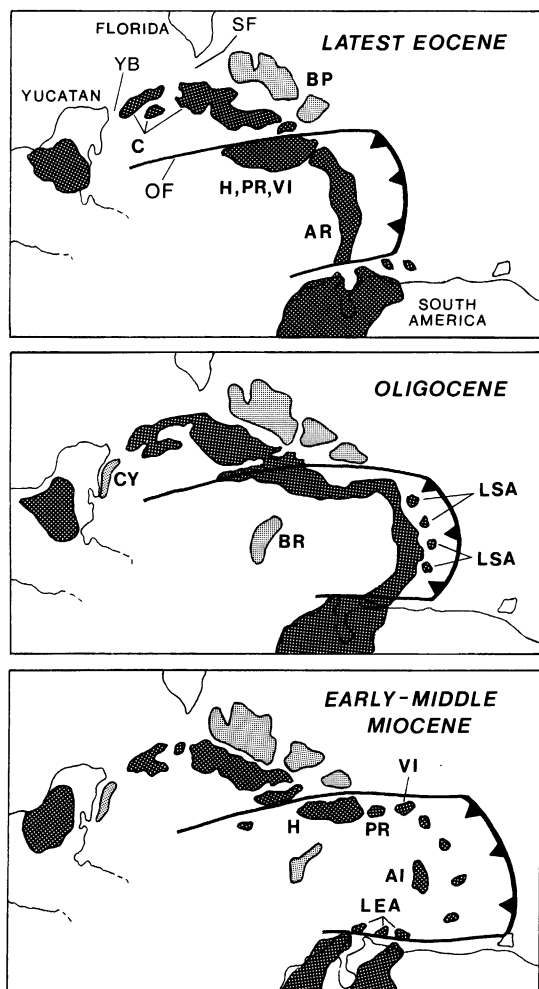 FLORIDA
SF
LATEST EOCENE
YB
BP
YUCATAN
C
OF
H, PR, VI
AR
SOUTH
AMERICA
OLIGOCENE
CY
LSA
BR
LSA
EARLY-MIDDLE
MIOCENE
VI
H
PR
AI
LEA